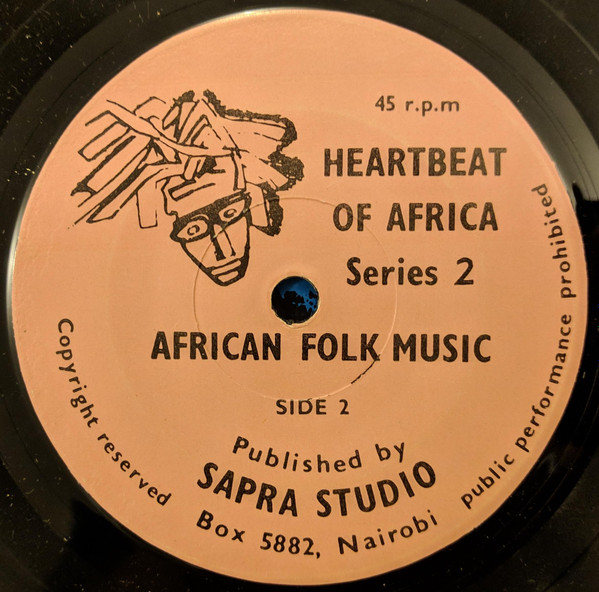 45 r.p.m
HEARTBEAT
OF AFRICA
Series 2
AFRICAN FOLK MUSIC
SIDE 2
Published by
SAPRA STUDIO
Box 5882, Nairobi
Copyright reserved
public performance prohibited